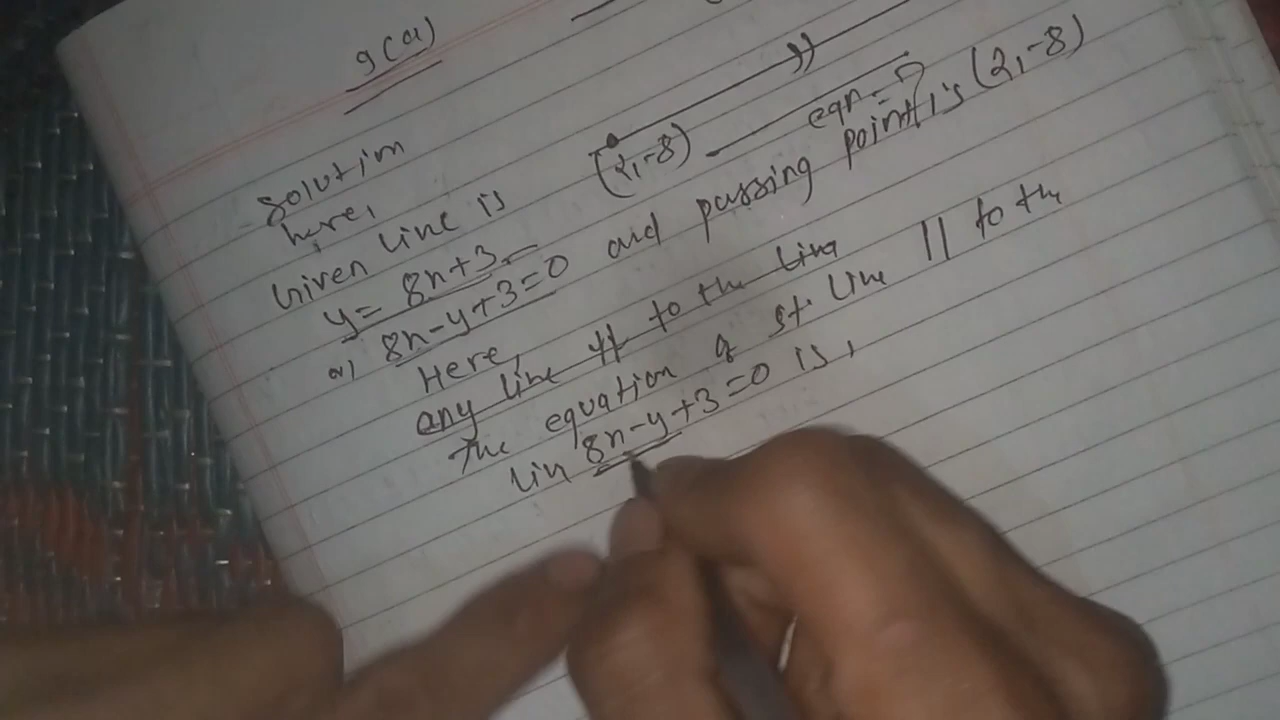 9(a)
solution
here,
(2,-8)
eqn = ?
Given line is
y = 8x+3
or) 8x-y+3=0 and passing point is (2,-8)
Here,
any line // to the line
The equation of st. line || to the
lin 8x-y+3=0 is,